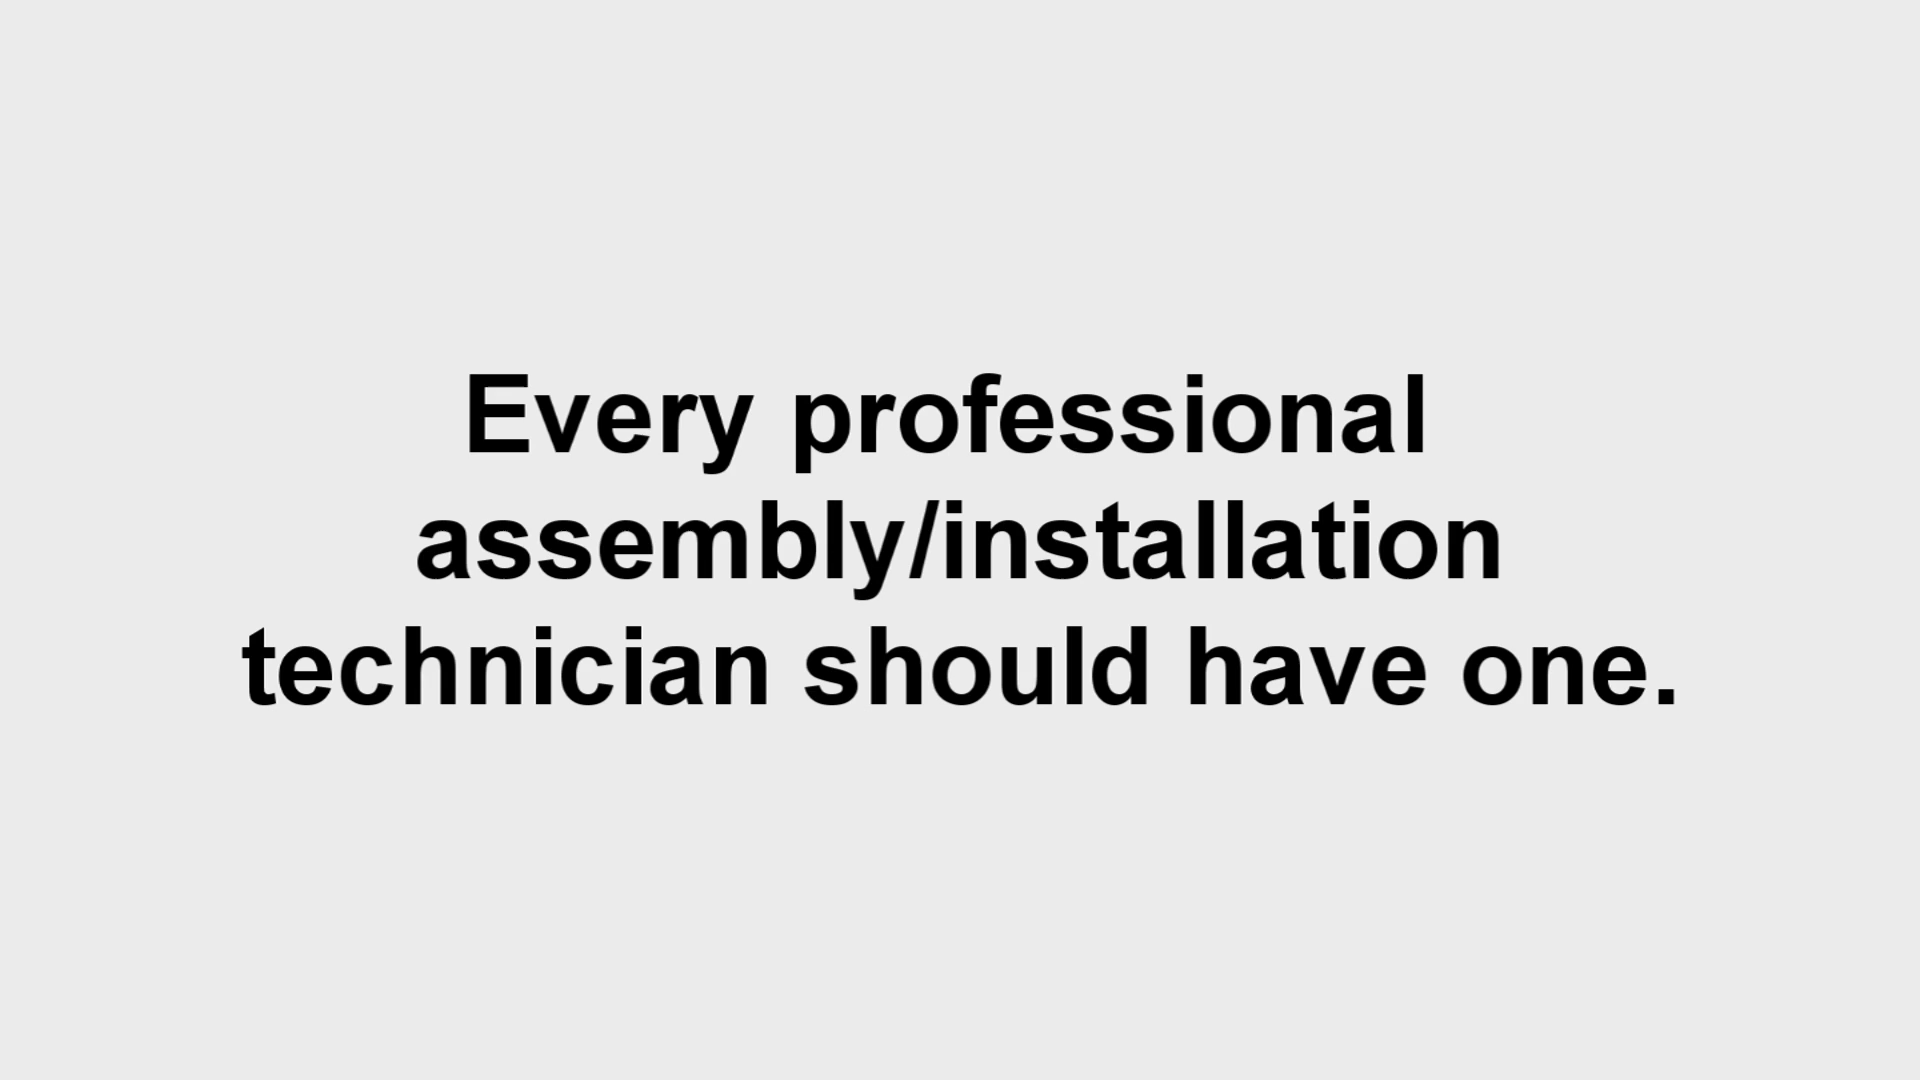 Every professional
assembly/installation
technician should have one.